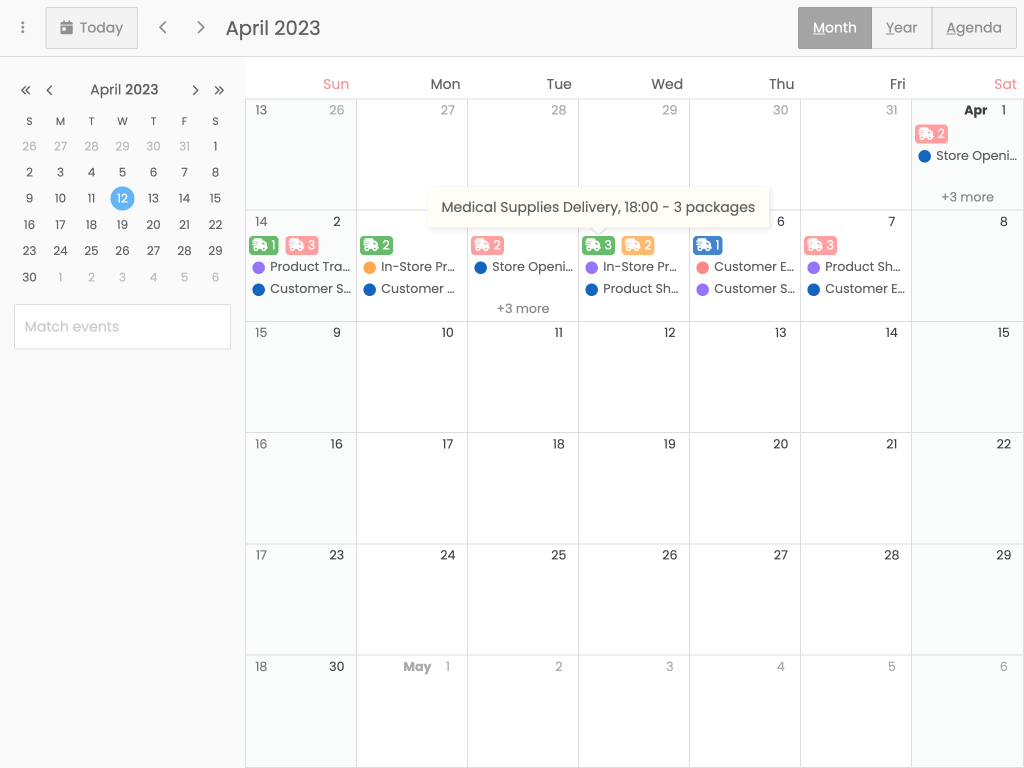 Today April 2023 Month Year Agenda
« ‹ April 2023 › »
S M T W T F S
26 27 28 29 30 31 1
2 3 4 5 6 7 8
9 10 11 12 13 14 15
16 17 18 19 20 21 22
23 24 25 26 27 28 29
30 1 2 3 4 5 6
Match events
Sun Mon Tue Wed Thu Fri Sat
13 26 27 28 29 30 31 Apr 1
2
Store Openi...
+3 more
Medical Supplies Delivery, 18:00 - 3 packages
14 2 6 7 8
1 3 2 2 3 2 1 3
Product Tra... In-Store Pr... Store Openi... In-Store Pr... Customer E... Product Sh...
Customer S... Customer ... Product Sh... Customer S... Customer E...
+3 more
15 9 10 11 12 13 14 15
16 16 17 18 19 20 21 22
17 23 24 25 26 27 28 29
18 30 May 1 2 3 4 5 6